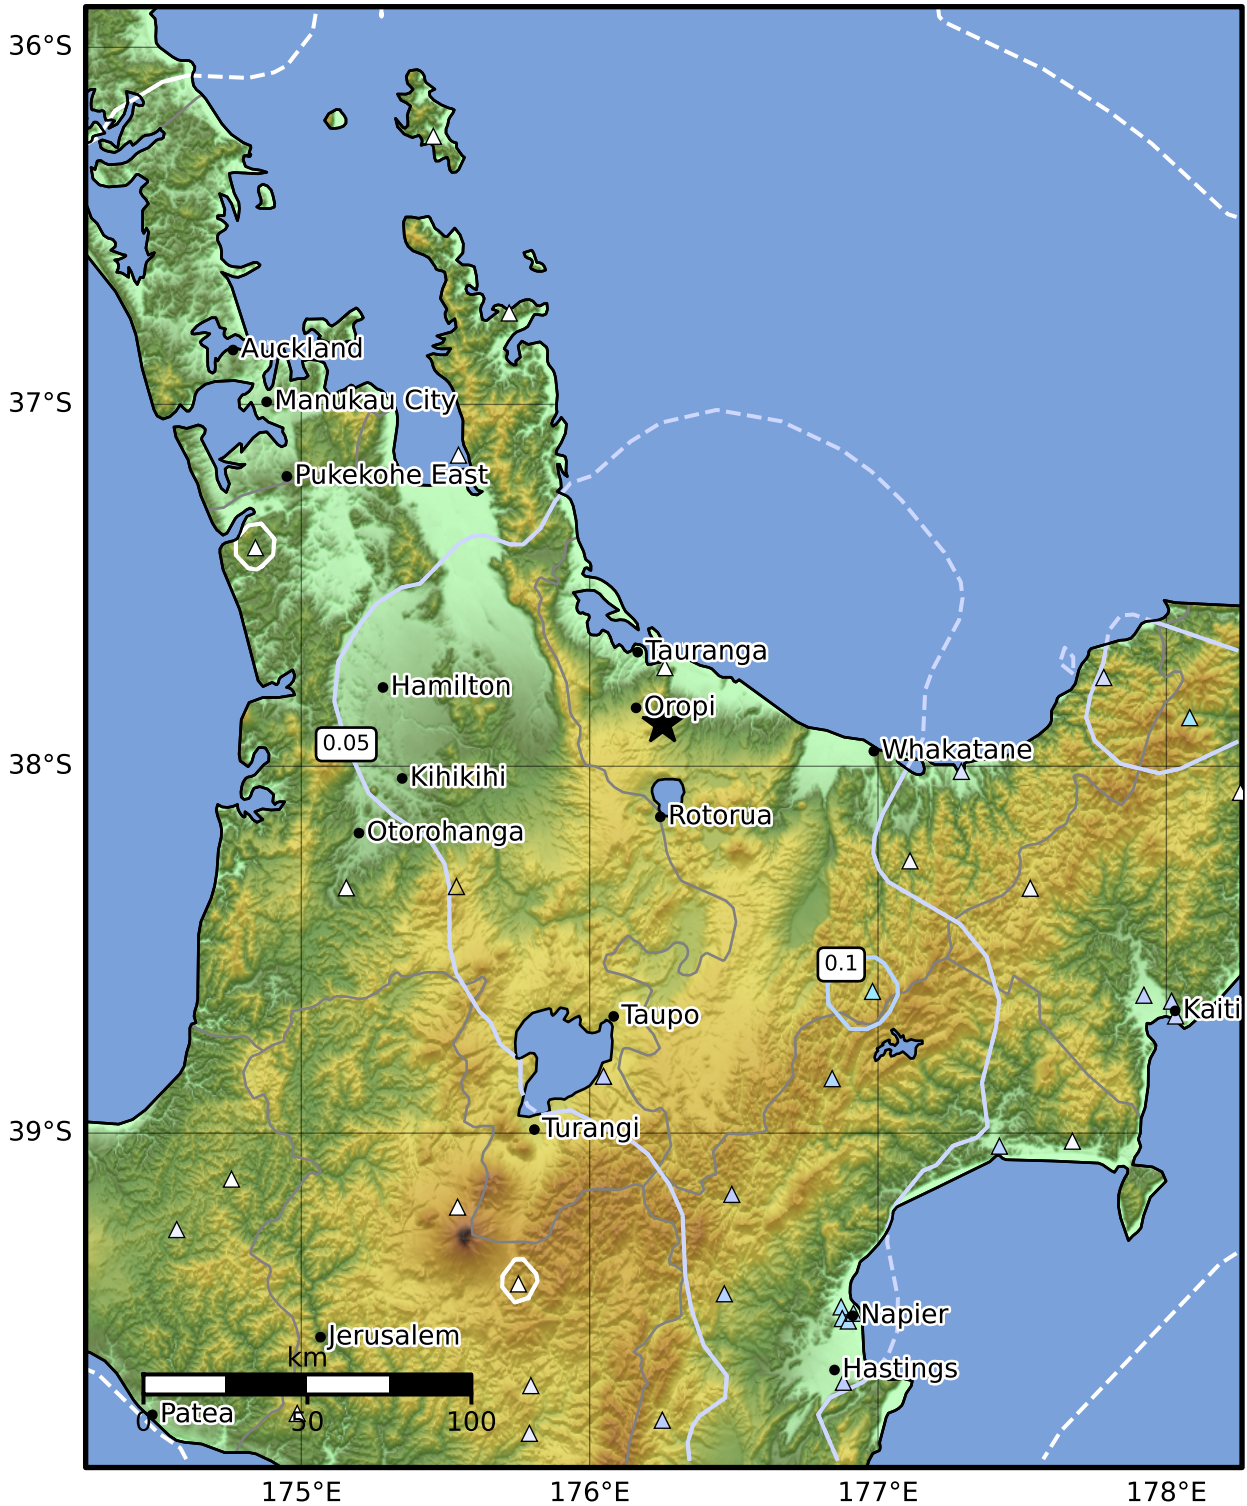 36°S
Auckland
37°S
Manukau City
Pukekohe East
Tauranga
Hamilton
Oropi
0.05
Whakatane
38°S
Kihikihi
Rotorua
Otorohanga
0.1
Taupo
Kaiti
39°S
Turangi
Napier
Jerusalem
km
Hastings
Patea
0 50 100
175°E 176°E 177°E 178°E